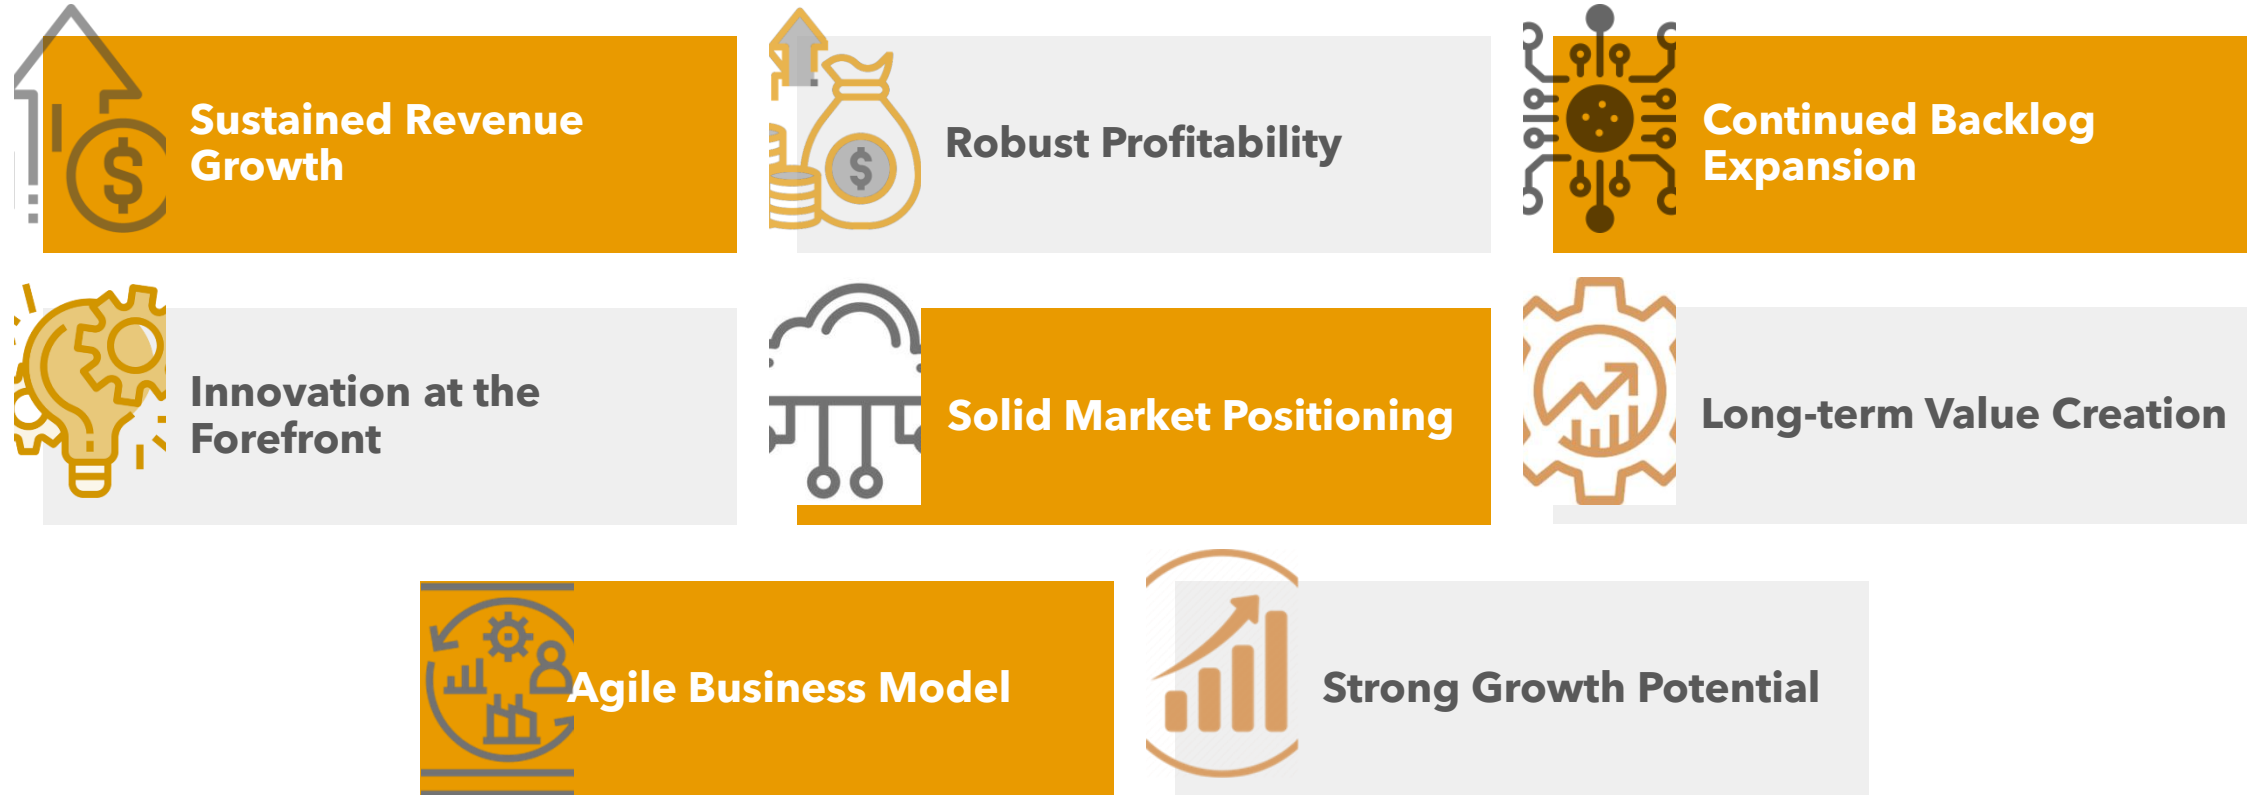 Sustained Revenue
Growth
Robust Profitability
Continued Backlog
Expansion
Innovation at the
Forefront
Solid Market Positioning
Long-term Value Creation
Agile Business Model
Strong Growth Potential